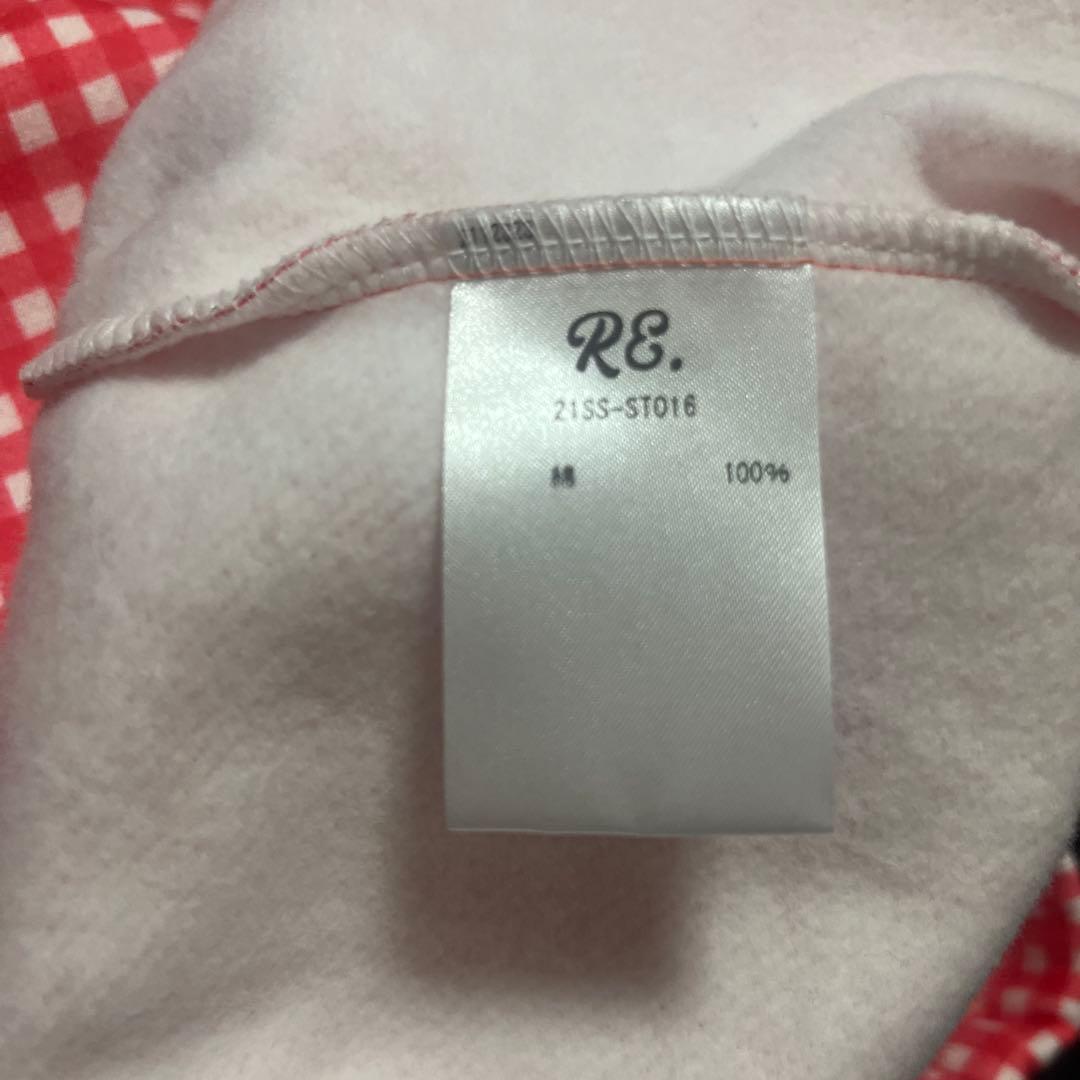 RE.
21SS-ST016
綿 100%